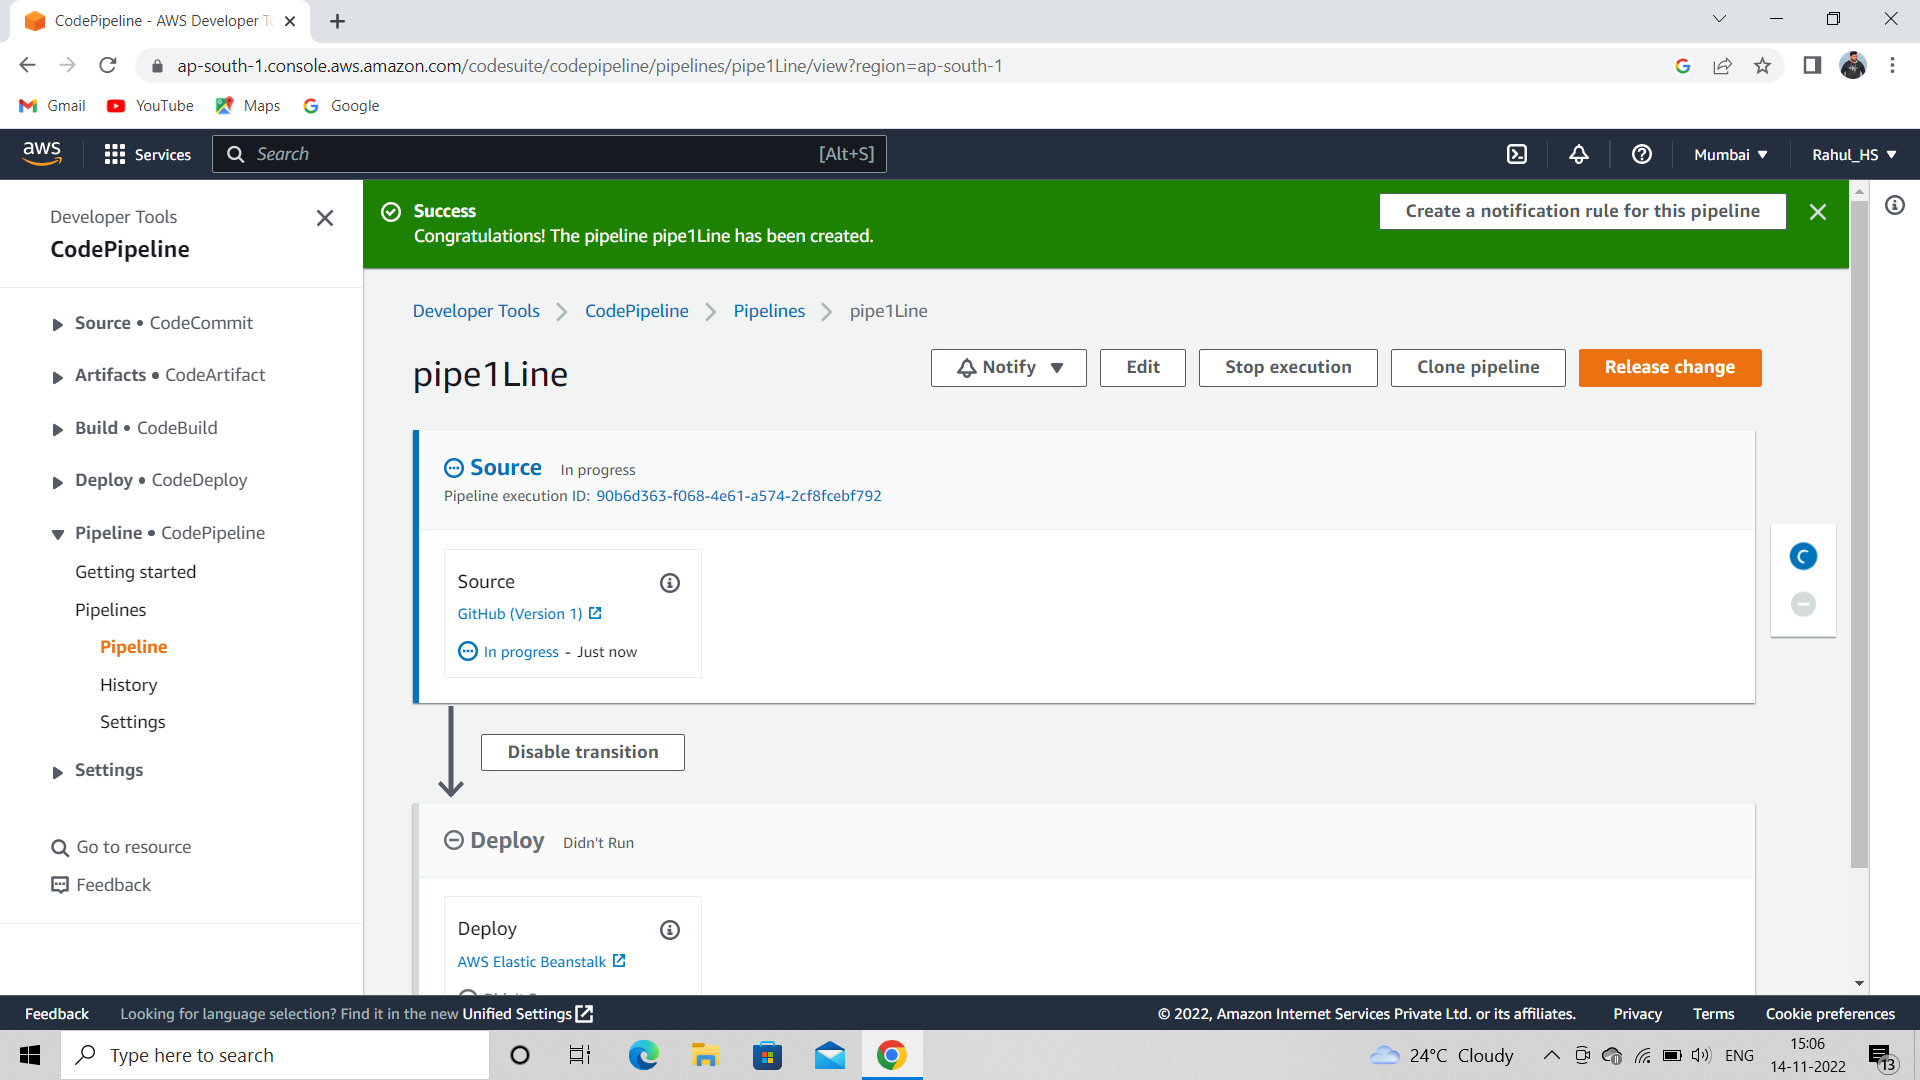 CodePipeline - AWS Developer To
ap-south-1.console.aws.amazon.com/codesuite/codepipeline/pipelines/pipe1Line/view?region=ap-south-1
Gmail YouTube Maps Google
aws Services Search [Alt+S] Mumbai Rahul_HS
Developer Tools
CodePipeline
Source • CodeCommit
Artifacts • CodeArtifact
Build • CodeBuild
Deploy • CodeDeploy
Pipeline • CodePipeline
Getting started
Pipelines
Pipeline
History
Settings
Settings
Go to resource
Feedback
Success
Congratulations! The pipeline pipe1Line has been created.
Create a notification rule for this pipeline
Developer Tools CodePipeline Pipelines pipe1Line
pipe1Line
Notify Edit Stop execution Clone pipeline Release change
Source In progress
Pipeline execution ID: 90b6d363-f068-4e61-a574-2cf8fcebf792
Source
GitHub (Version 1)
In progress - Just now
Disable transition
Deploy Didn't Run
Deploy
AWS Elastic Beanstalk
Feedback Looking for language selection? Find it in the new Unified Settings © 2022, Amazon Internet Services Private Ltd. or its affiliates. Privacy Terms Cookie preferences
Type here to search 24°C Cloudy ENG 15:06
14-11-2022
13